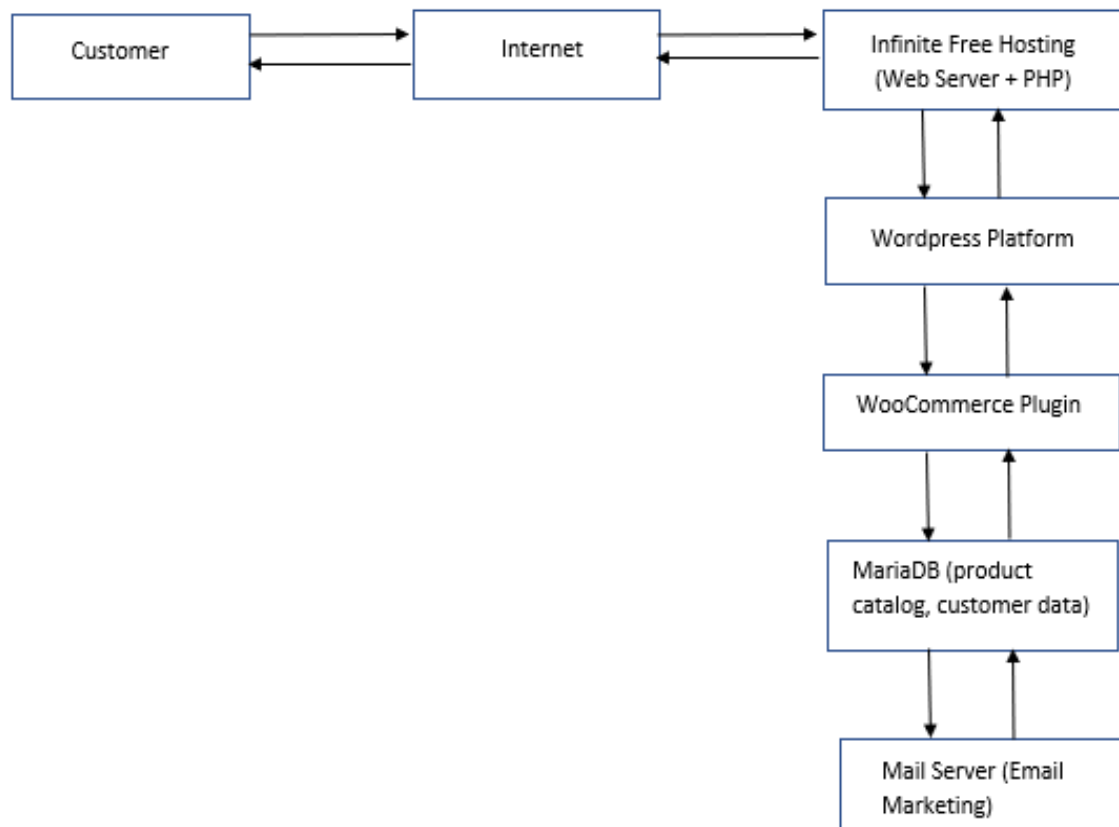 Customer
Internet
Infinite Free Hosting
(Web Server + PHP)
Wordpress Platform
WooCommerce Plugin
MariaDB (product
catalog, customer data)
Mail Server (Email
Marketing)